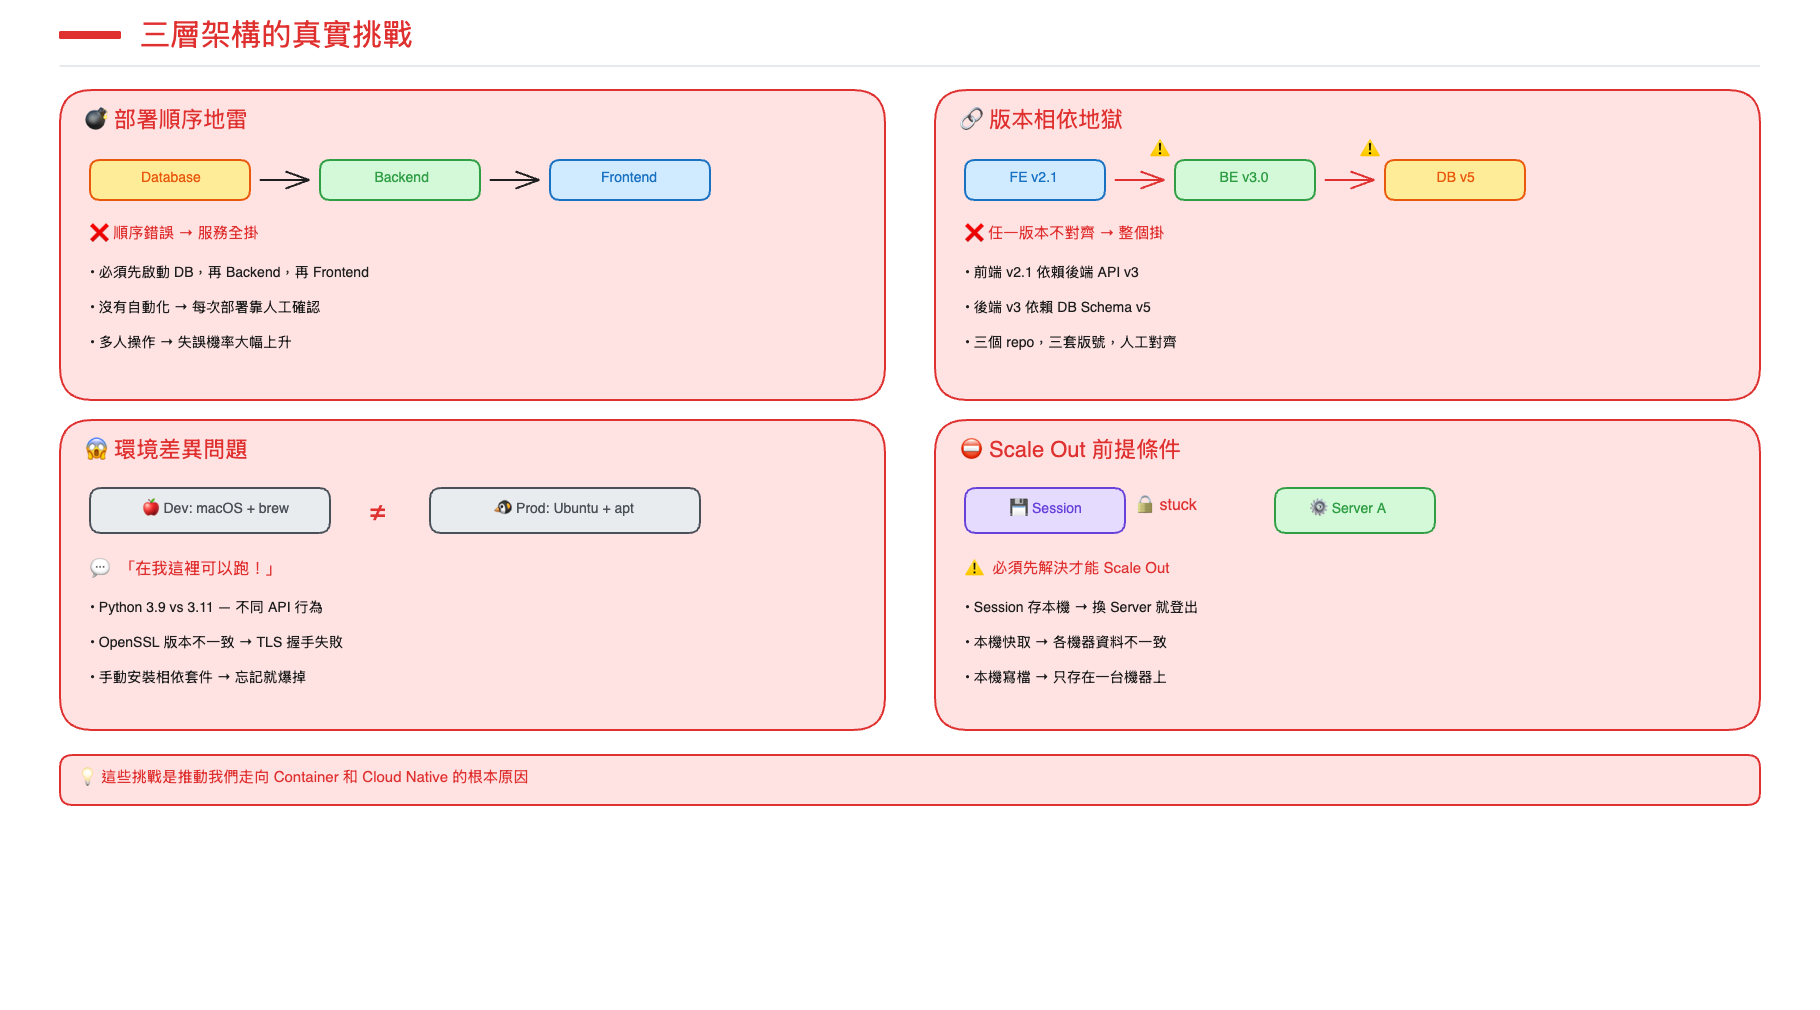 三層架構的真實挑戰
💣 部署順序地雷
Database
Backend
Frontend
❌ 順序錯誤 → 服務全掛
• 必須先啟動 DB，再 Backend，再 Frontend
• 沒有自動化 → 每次部署靠人工確認
• 多人操作 → 失誤機率大幅上升
🔗 版本相依地獄
⚠️ ⚠️
FE v2.1
BE v3.0
DB v5
❌ 任一版本不對齊 → 整個掛
• 前端 v2.1 依賴後端 API v3
• 後端 v3 依賴 DB Schema v5
• 三個 repo，三套版號，人工對齊
😱 環境差異問題
🍎 Dev: macOS + brew
≠
🐧 Prod: Ubuntu + apt
💬 「在我這裡可以跑！」
• Python 3.9 vs 3.11 — 不同 API 行為
• OpenSSL 版本不一致 → TLS 握手失敗
• 手動安裝相依套件 → 忘記就爆掉
⛔ Scale Out 前提條件
💾 Session
🔒 stuck
⚙️ Server A
⚠️ 必須先解決才能 Scale Out
• Session 存本機 → 換 Server 就登出
• 本機快取 → 各機器資料不一致
• 本機寫檔 → 只存在一台機器上
💡 這些挑戰是推動我們走向 Container 和 Cloud Native 的根本原因